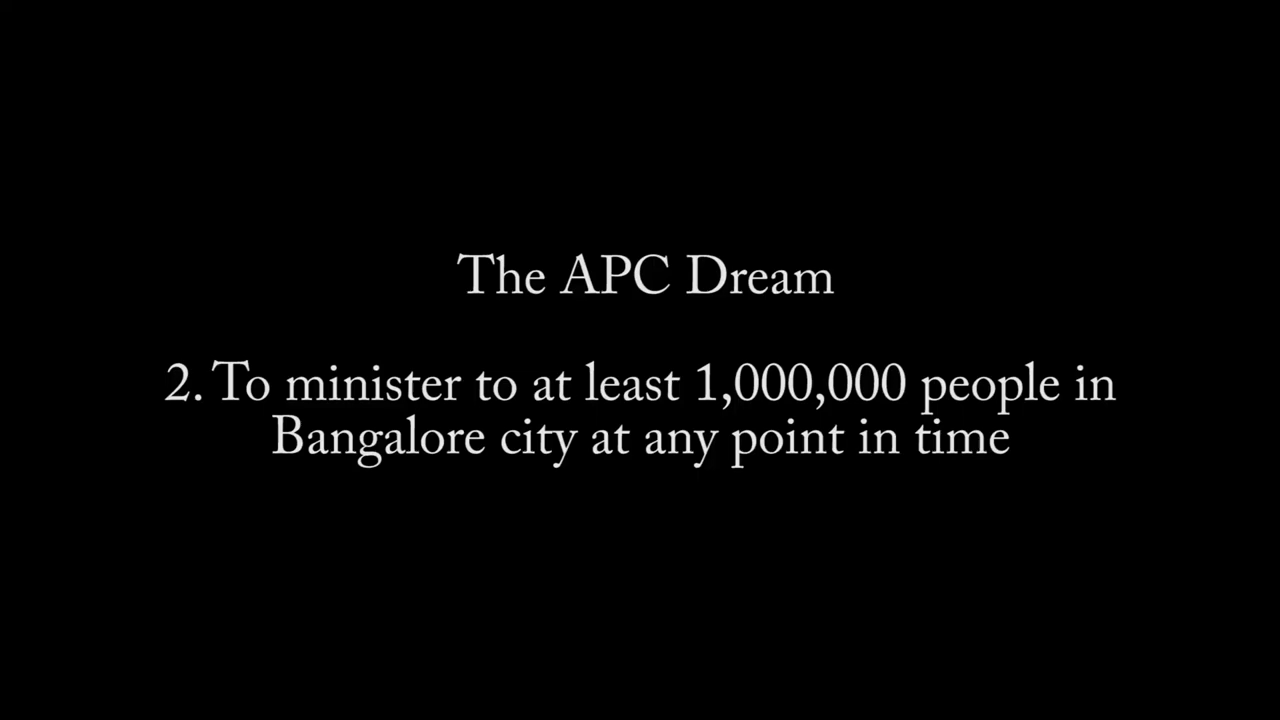 The APC Dream
2. To minister to at least 1,000,000 people in
Bangalore city at any point in time